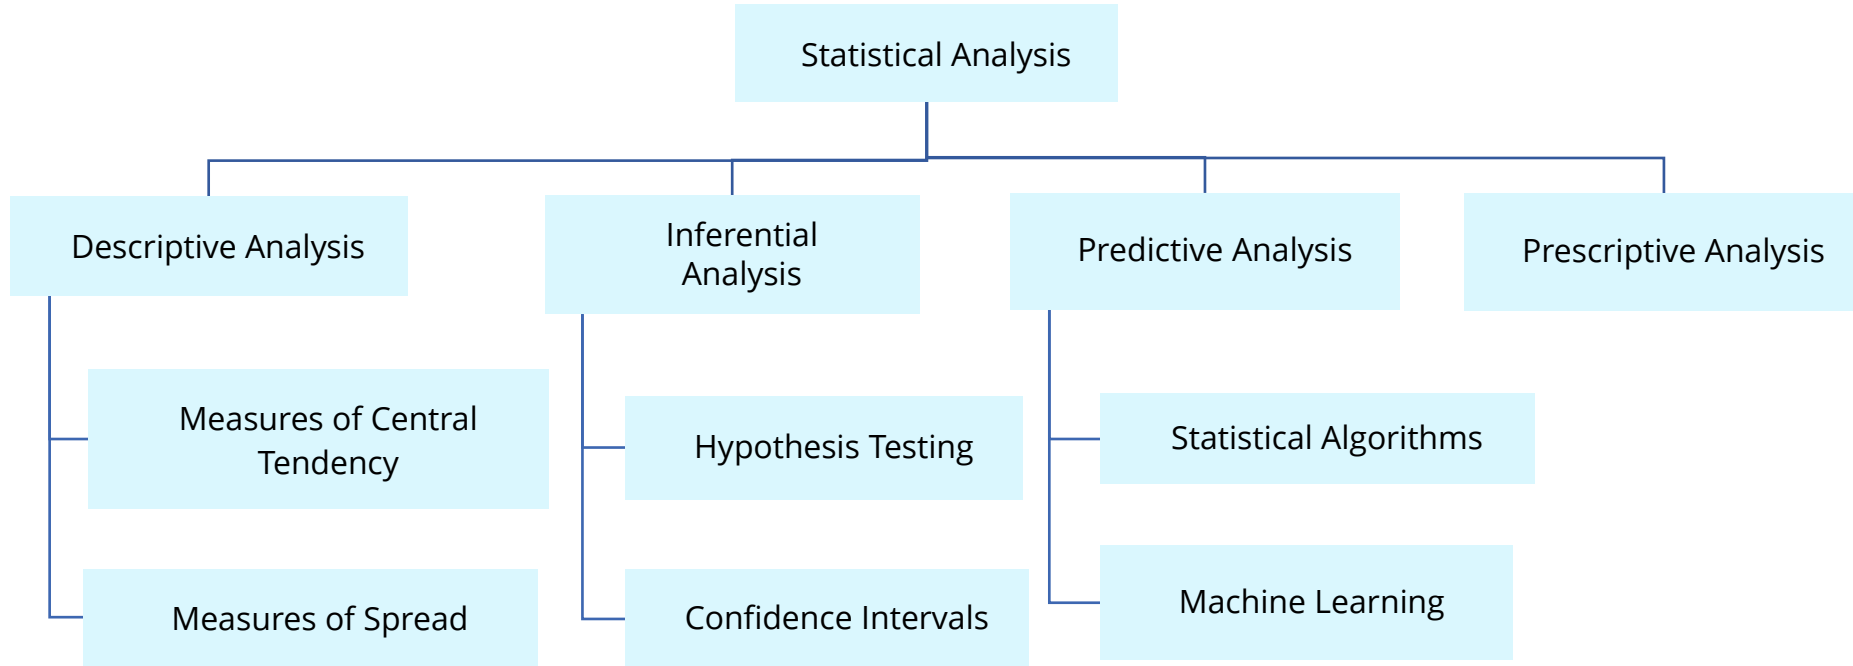 Statistical Analysis
Descriptive Analysis
Inferential
Analysis
Predictive Analysis
Prescriptive Analysis
Measures of Central
Tendency
Hypothesis Testing
Statistical Algorithms
Measures of Spread
Confidence Intervals
Machine Learning